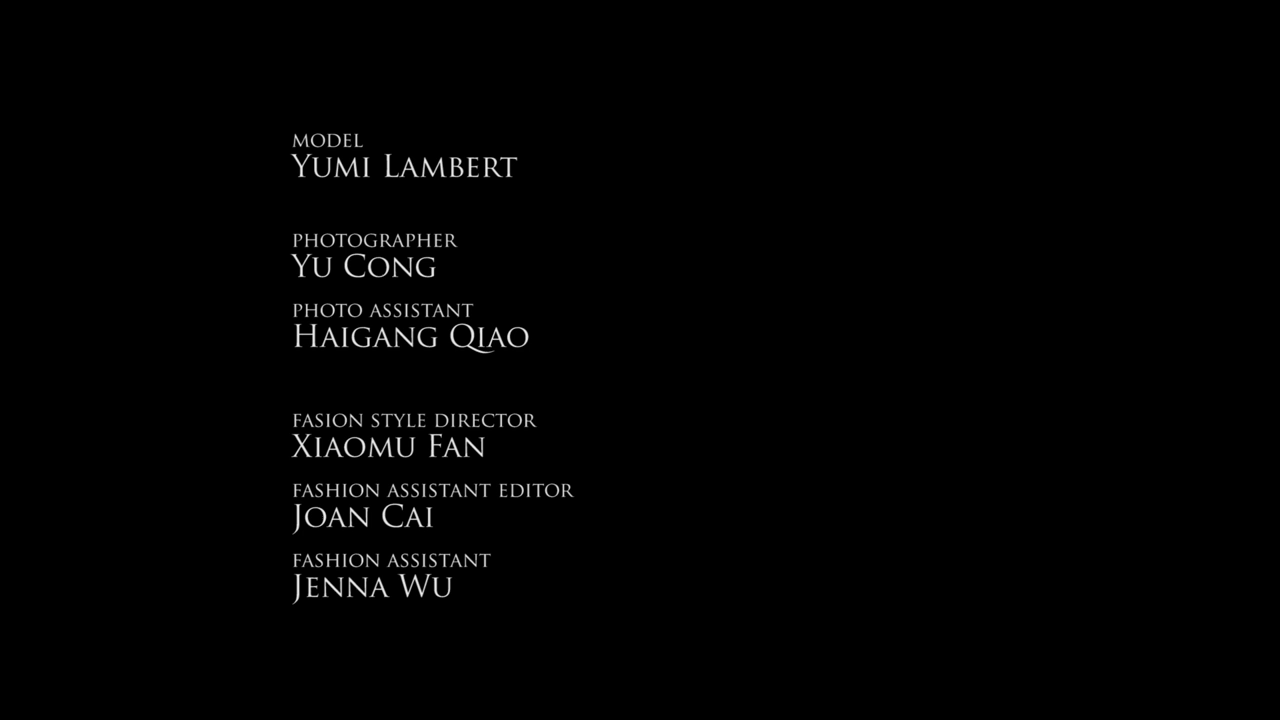 MODEL
YUMI LAMBERT
PHOTOGRAPHER
YU CONG
PHOTO ASSISTANT
HAIGANG QIAO
FASION STYLE DIRECTOR
XIAOMU FAN
FASHION ASSISTANT EDITOR
JOAN CAI
FASHION ASSISTANT
JENNA WU